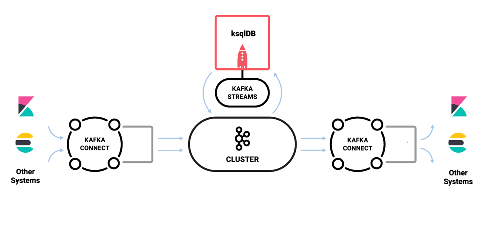 ksqlDB
KAFKA
STREAMS
KAFKA
CONNECT
CLUSTER
KAFKA
CONNECT
Other
Systems
Other
Systems